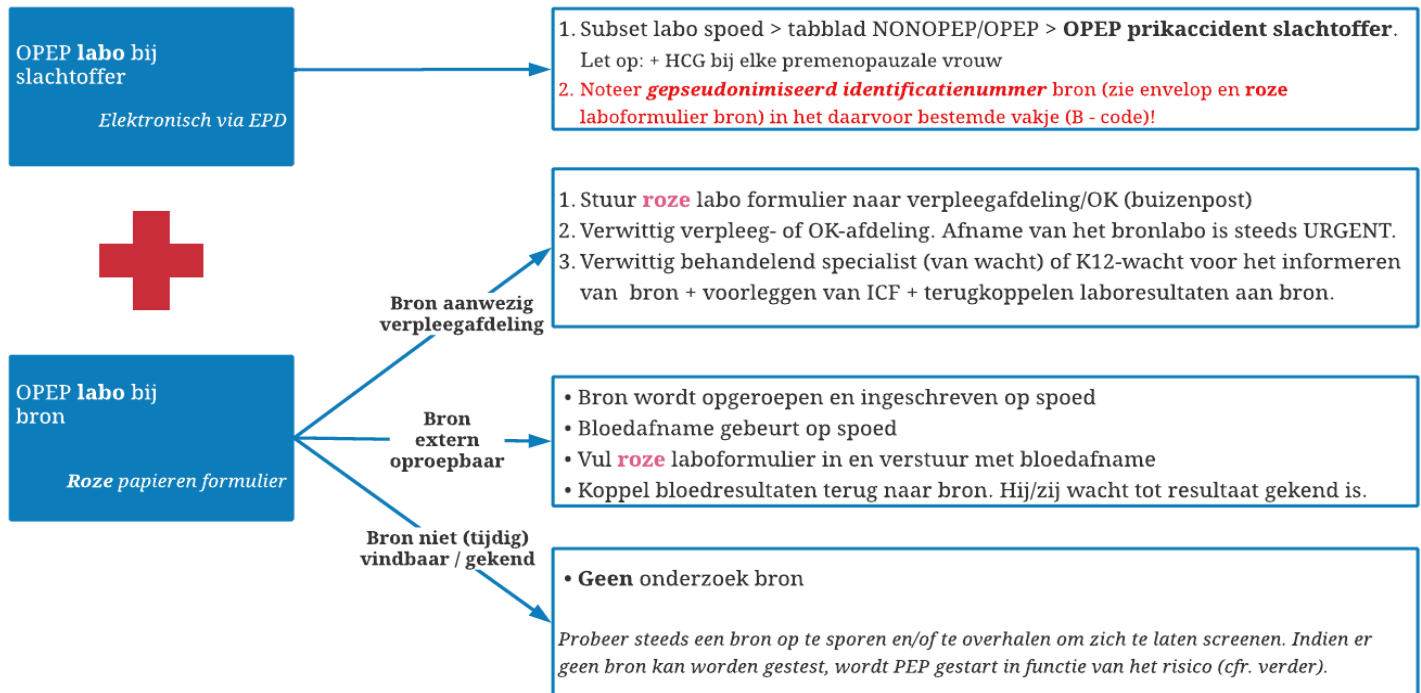 OPEP labo bij
slachtoffer
Elektronisch via EPD
1. Subset labo spoed > tabblad NONOPEP/OPEP > OPEP prikaccident slachtoffer.
Let op: + HCG bij elke premenopauzale vrouw
2. Noteer gepseudonimiseerd identificatienummer bron (zie envelop en roze
laboformulier bron) in het daarvoor bestemde vakje (B - code)!
OPEP labo bij
bron
Roze papieren formulier
Bron aanwezig
verpleegafdeling
1. Stuur roze labo formulier naar verpleegafdeling/OK (buizenpost)
2. Verwittig verpleeg- of OK-afdeling. Afname van het bronlabo is steeds URGENT.
3. Verwittig behandelend specialist (van wacht) of K12-wacht voor het informeren
van bron + voorleggen van ICF + terugkoppelen laboresultaten aan bron.
Bron
extern
oproepbaar
• Bron wordt opgeroepen en ingeschreven op spoed
• Bloedafname gebeurt op spoed
• Vul roze laboformulier in en verstuur met bloedafname
• Koppel bloedresultaten terug naar bron. Hij/zij wacht tot resultaat gekend is.
Bron niet (tijdig)
vindbaar / gekend
• Geen onderzoek bron
Probeer steeds een bron op te sporen en/of te overhalen om zich te laten screenen. Indien er
geen bron kan worden getest, wordt PEP gestart in functie van het risico (cfr. verder).